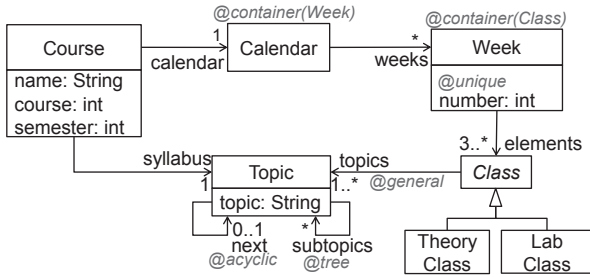 @container(Week)
@container(Class)
Course
1
Calendar
*
Week
calendar
weeks
name: String
course: int
semester: int
@unique
number: int
3..*
elements
syllabus
1
Topic
topics
1..*
@general
Class
topic: String
0..1
next
@acyclic
*
subtopics
@tree
Theory
Class
Lab
Class